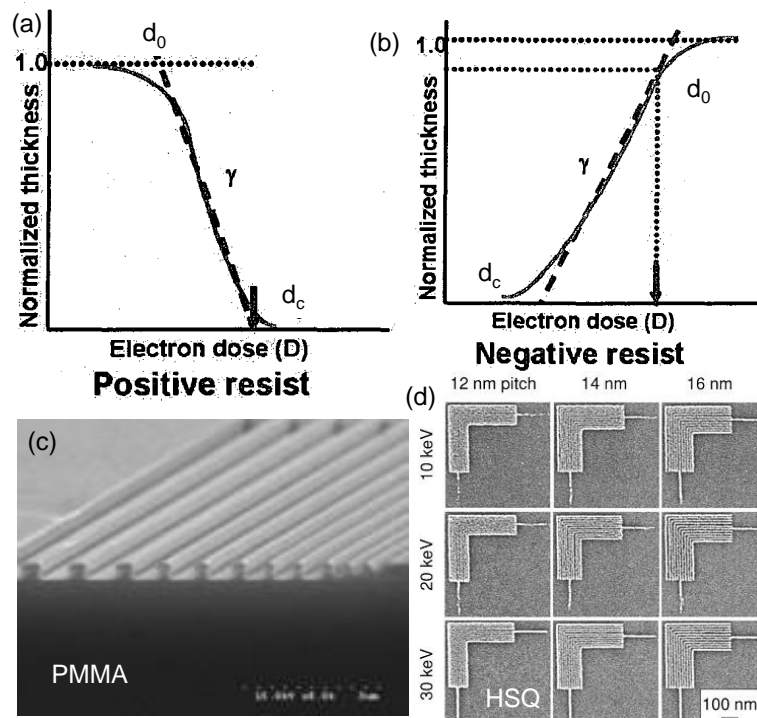 (a)
d0
1.0
Normalized thickness
γ
dc
Electron dose (D)
Positive resist
(b)
1.0
Normalized thickness
d0
γ
dc
Electron dose (D)
Negative resist
(c)
PMMA
(d)
12 nm pitch 14 nm 16 nm
10 keV
20 keV
30 keV
HSQ
100 nm